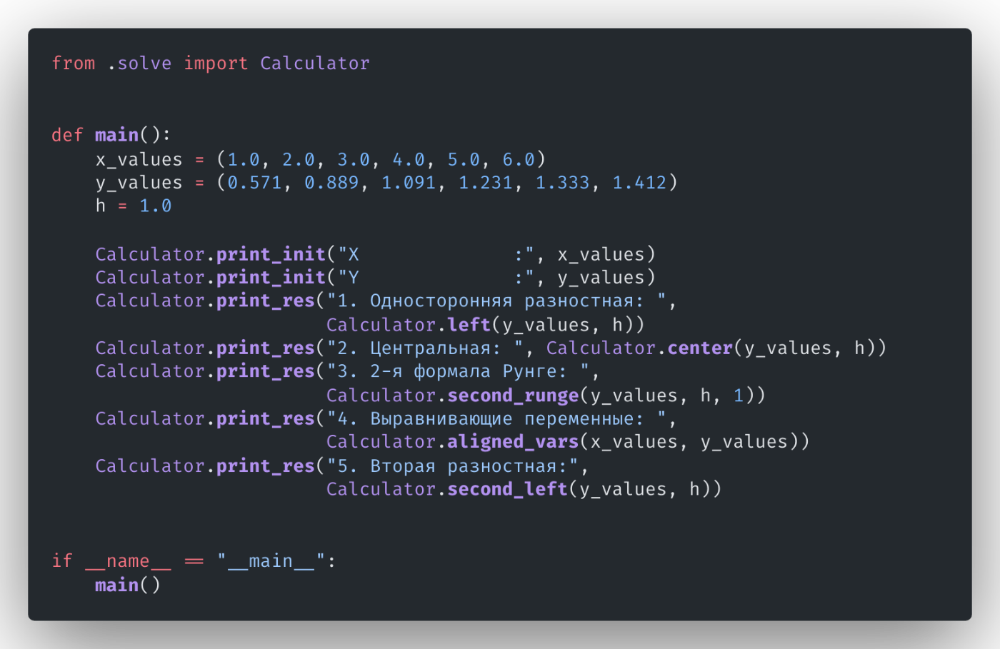 from .solve import Calculator
def main():
    x_values = (1.0, 2.0, 3.0, 4.0, 5.0, 6.0)
    y_values = (0.571, 0.889, 1.091, 1.231, 1.333, 1.412)
    h = 1.0
    Calculator.print_init("X              :", x_values)
    Calculator.print_init("Y              :", y_values)
    Calculator.print_res("1. Односторонняя разностная: ",
                         Calculator.left(y_values, h))
    Calculator.print_res("2. Центральная: ", Calculator.center(y_values, h))
    Calculator.print_res("3. 2-я формала Рунге: ",
                         Calculator.second_runge(y_values, h, 1))
    Calculator.print_res("4. Выравнивающие переменные: ",
                         Calculator.aligned_vars(x_values, y_values))
    Calculator.print_res("5. Вторая разностная:",
                         Calculator.second_left(y_values, h))
if __name__ == "__main__":
    main()